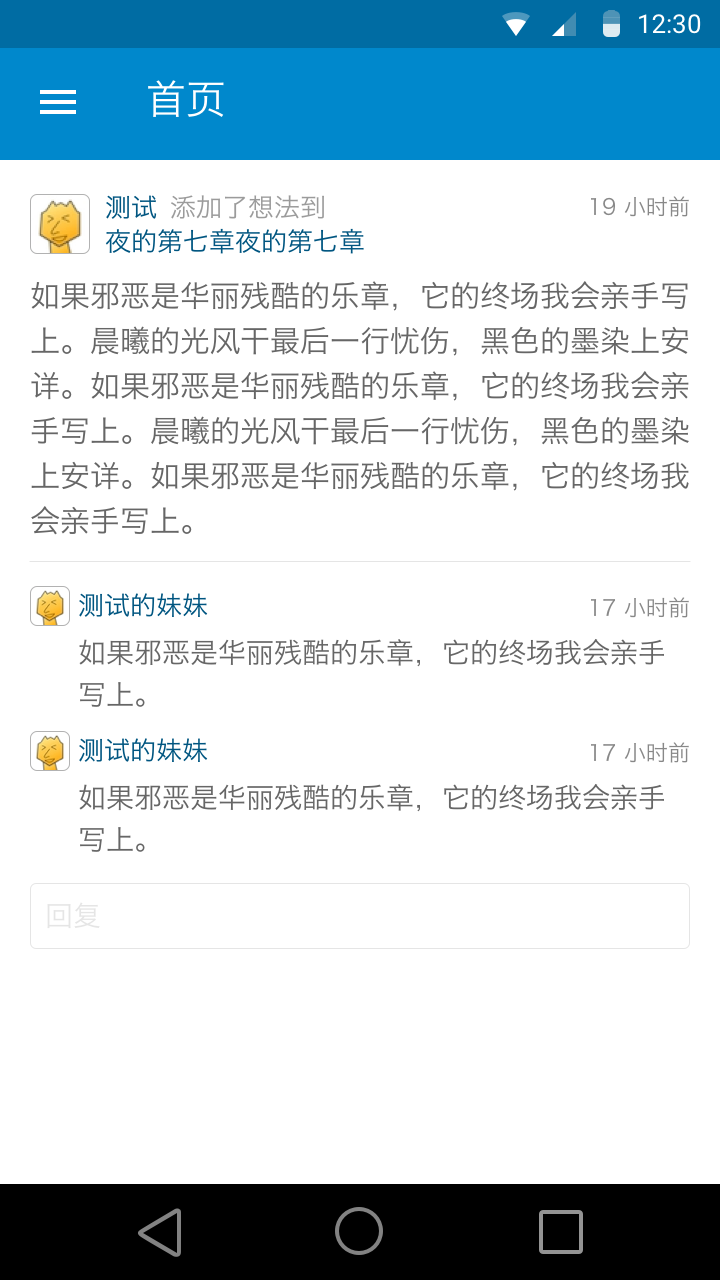 12:30
首页
测试 添加了想法到 19 小时前
夜的第七章夜的第七章
如果邪恶是华丽残酷的乐章，它的终场我会亲手写
上。晨曦的光风干最后一行忧伤，黑色的墨染上安
详。如果邪恶是华丽残酷的乐章，它的终场我会亲
手写上。晨曦的光风干最后一行忧伤，黑色的墨染
上安详。如果邪恶是华丽残酷的乐章，它的终场我
会亲手写上。
测试的妹妹 17 小时前
如果邪恶是华丽残酷的乐章，它的终场我会亲手
写上。
测试的妹妹 17 小时前
如果邪恶是华丽残酷的乐章，它的终场我会亲手
写上。
回复